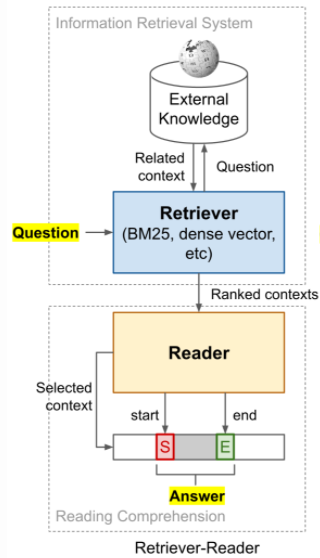 Information Retrieval System
External
Knowledge
Related
context
Question
Question
Retriever
(BM25, dense vector,
etc)
Ranked contexts
Reader
Selected
context
start
end
S
E
Answer
Reading Comprehension
Retriever-Reader